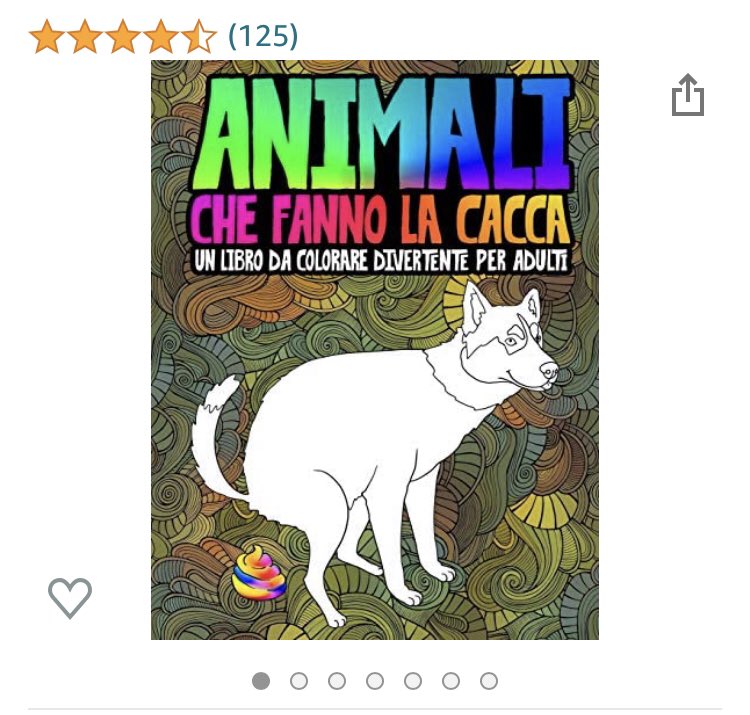 (125)
ANIMALI
CHE FANNO LA CACCA
UN LIBRO DA COLORARE DIVERTENTE PER ADULTI